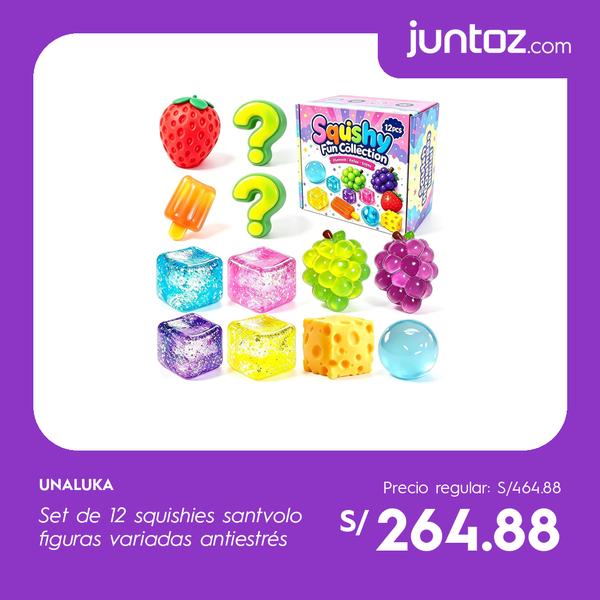 juntoz.com
Squishy
12pcs
Fun Collection
UNALUKA
Precio regular: S/464.88
Set de 12 squishies santvolo
figuras variadas antiestrés
S/ 264.88